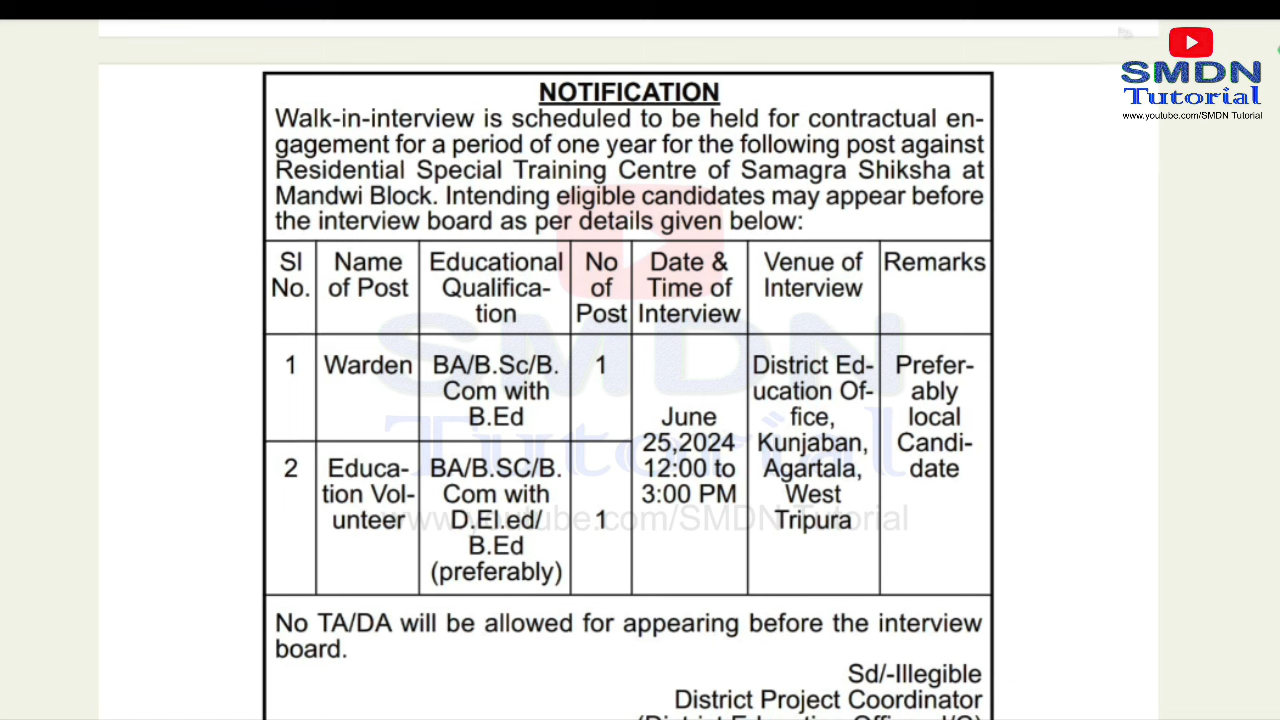 SMDN
Tutorial
www.youtube.com/SMDN Tutorial
NOTIFICATION
Walk-in-interview is scheduled to be held for contractual en-
gagement for a period of one year for the following post against
Residential Special Training Centre of Samagra Shiksha at
Mandwi Block. Intending eligible candidates may appear before
the interview board as per details given below:
Sl No.
Name of Post
Educational Qualifica-tion
No of Post
Date & Time of Interview
Venue of Interview
Remarks
1
Warden
BA/B.Sc/B.
Com with
B.Ed
1
June
25,2024
12:00 to
3:00 PM
District Ed-
ucation Of-
fice,
Kunjaban,
Agartala,
West
Tripura
Prefer-
ably
local
Candi-
date
2
Educa-
tion Vol-
unteer
BA/B.SC/B.
Com with
D.El.ed/
B.Ed
(preferably)
1
SMDN
Tutorial
www.youtube.com/SMDN Tutorial
No TA/DA will be allowed for appearing before the interview
board.
Sd/-Illegible
District Project Coordinator